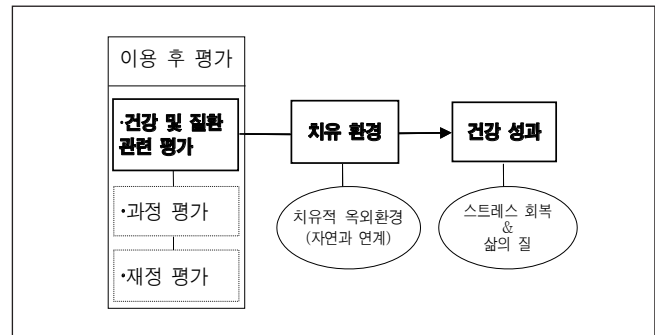 이용 후 평가
·건강 및 질환
관련 평가
·과정 평가
·재정 평가
치유 환경
치유적 옥외환경
(자연과 연계)
건강 성과
스트레스 회복
&
삶의 질